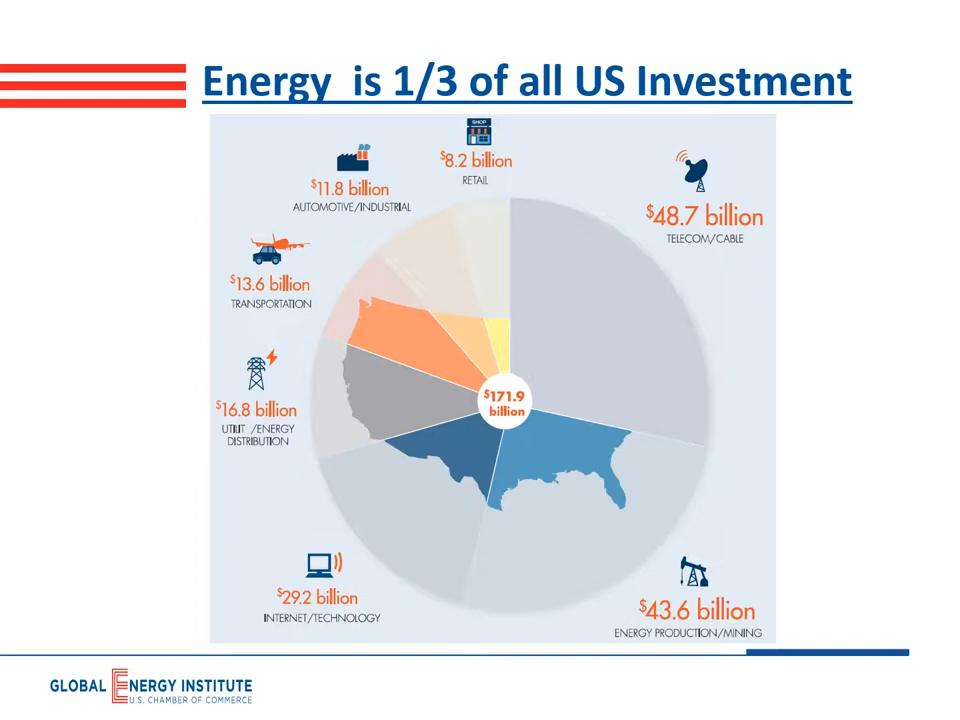 Energy is 1/3 of all US Investment
SHOP
$8.2 billion
RETAIL
$11.8 billion
AUTOMOTIVE/INDUSTRIAL
$48.7 billion
TELECOM/CABLE
$13.6 billion
TRANSPORTATION
$171.9
billion
$16.8 billion
UTILIT /ENERGY
DISTRIBUTION
$29.2 billion
INTERNET/TECHNOLOGY
$43.6 billion
ENERGY PRODUCTION/MINING
GLOBAL ENERGY INSTITUTE
U.S. CHAMBER OF COMMERCE